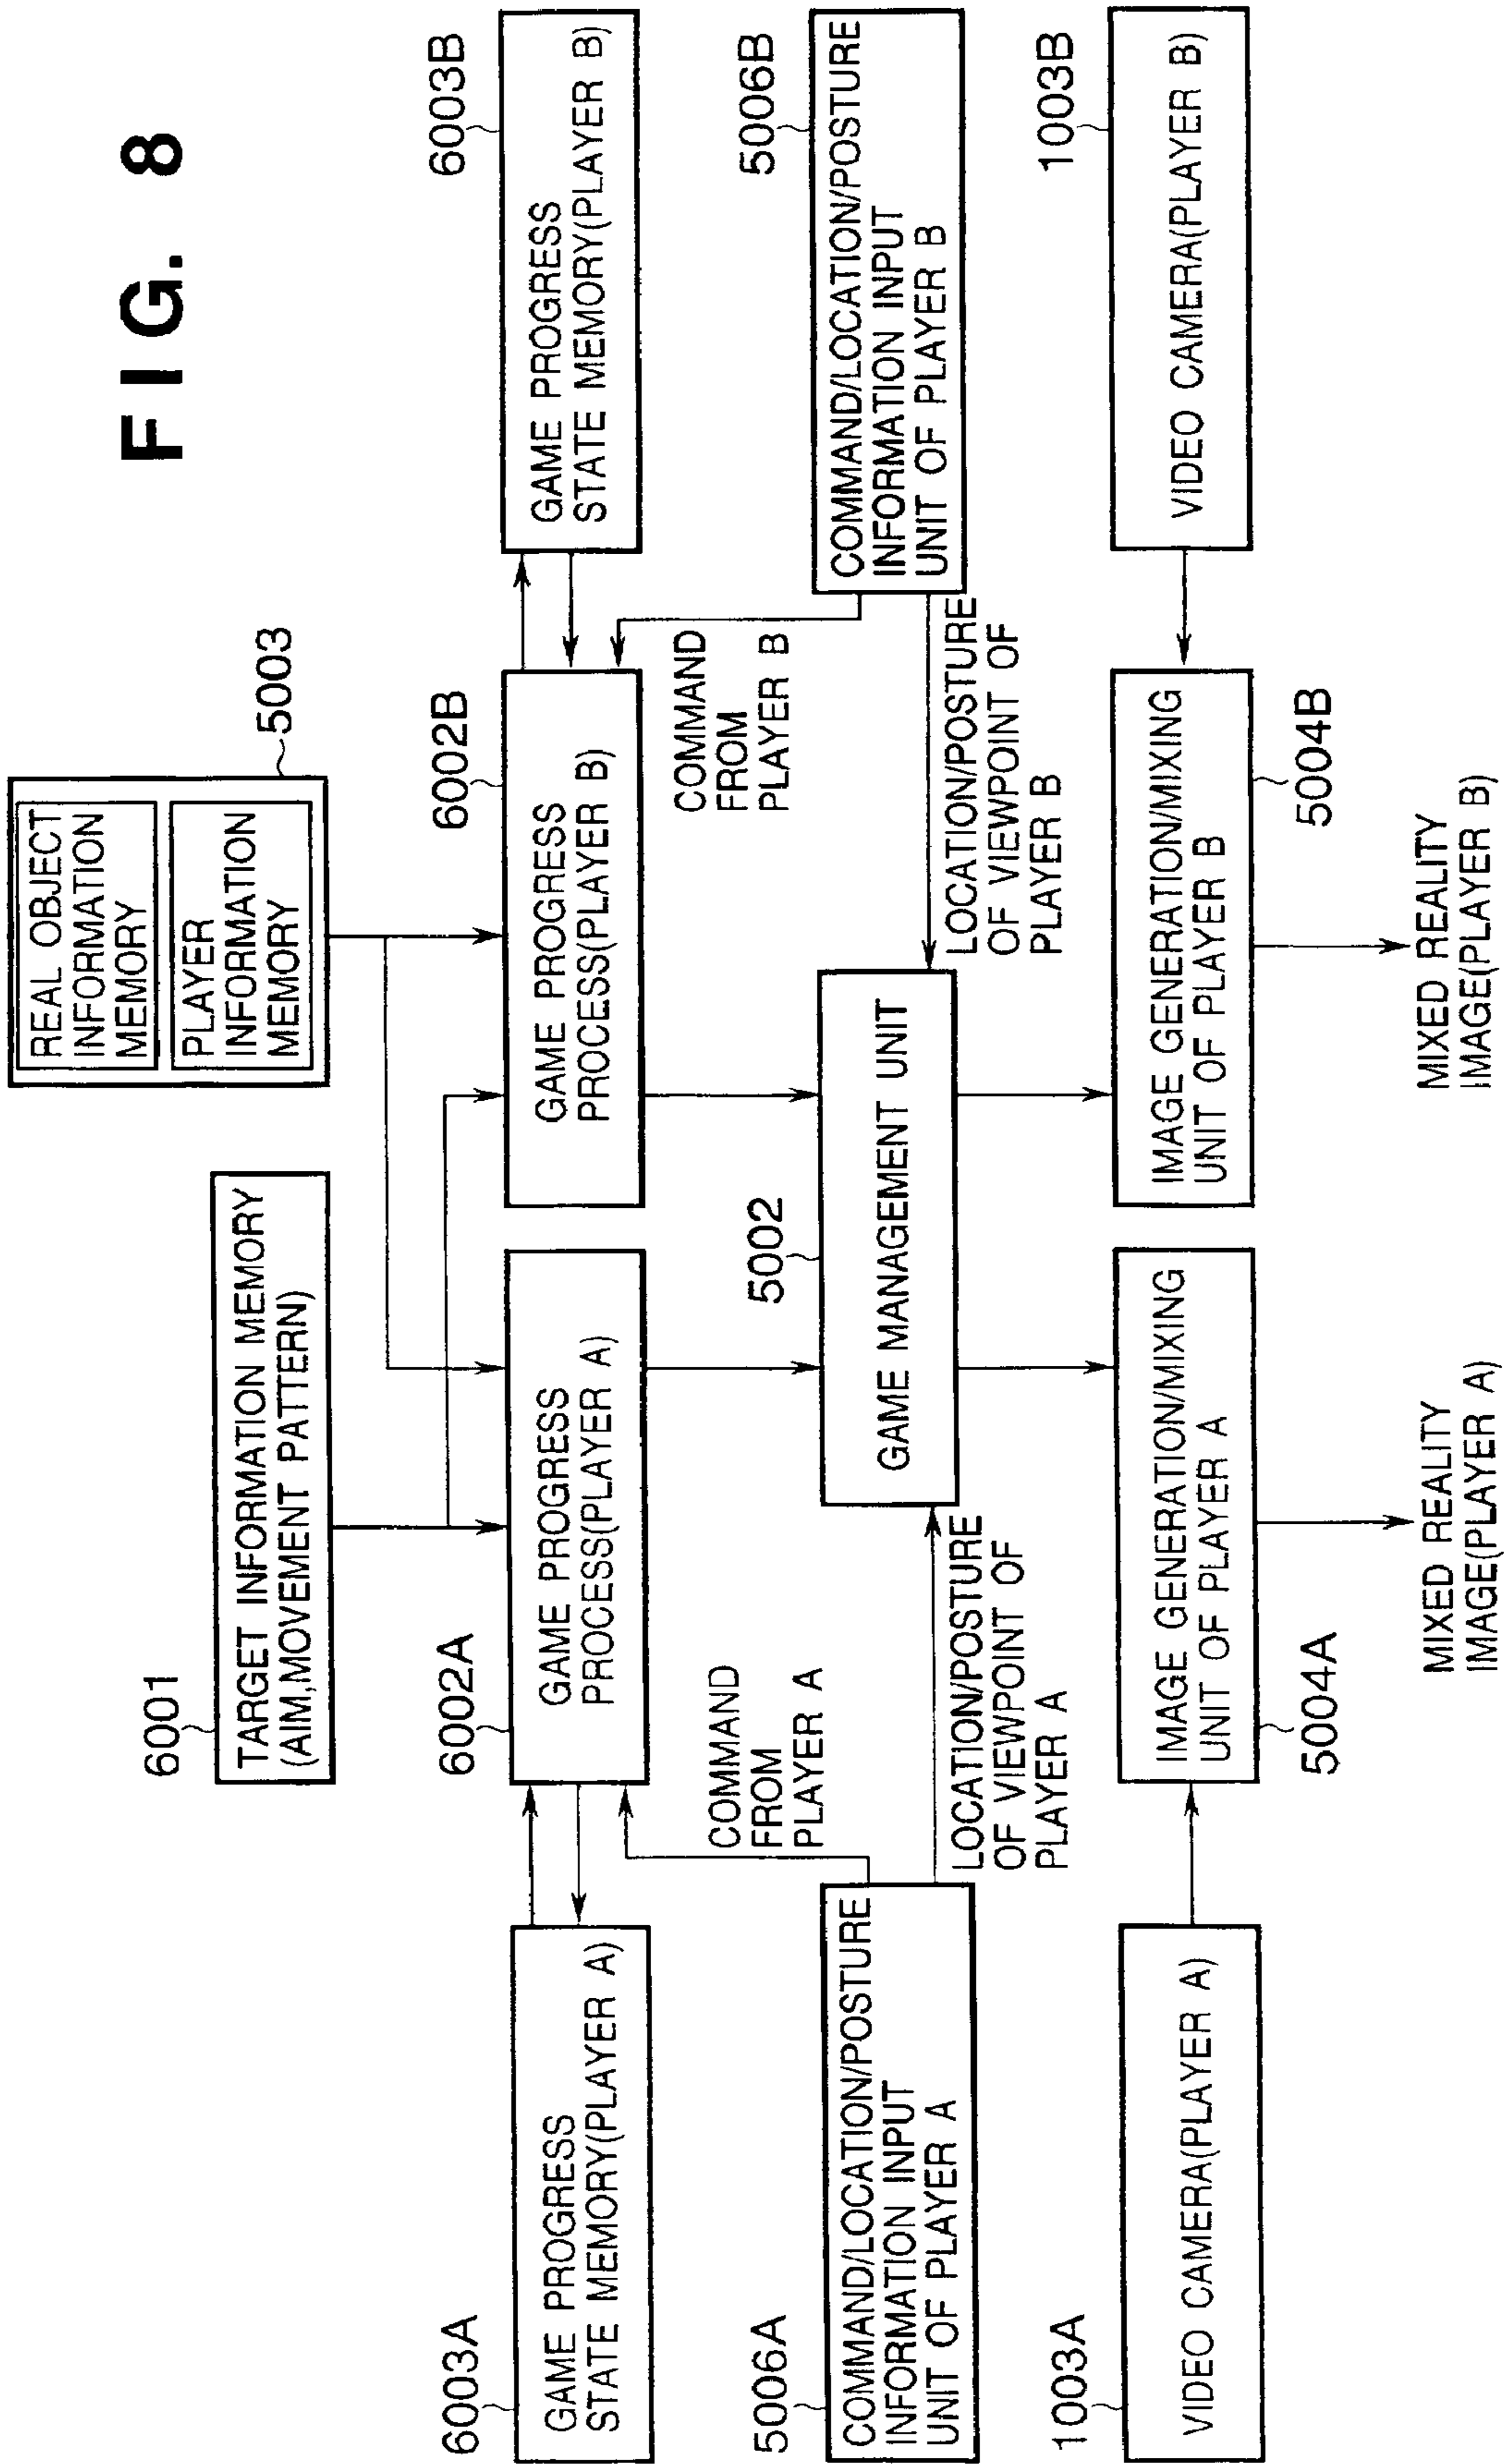 FIG. 8
REAL OBJECT
INFORMATION
MEMORY
PLAYER
INFORMATION
MEMORY
5003
6001
TARGET INFORMATION MEMORY
(AIM,MOVEMENT PATTERN)
6003A
GAME PROGRESS
STATE MEMORY(PLAYER A)
6002A
GAME PROGRESS
PROCESS(PLAYER A)
6002B
GAME PROGRESS
PROCESS(PLAYER B)
6003B
GAME PROGRESS
STATE MEMORY(PLAYER B)
COMMAND
FROM
PLAYER A
COMMAND
FROM
PLAYER B
5006A
COMMAND/LOCATION/POSTURE
INFORMATION INPUT
UNIT OF PLAYER A
LOCATION/POSTURE
OF VIEWPOINT OF
PLAYER A
5002
GAME MANAGEMENT UNIT
LOCATION/POSTURE
OF VIEWPOINT OF
PLAYER B
5006B
COMMAND/LOCATION/POSTURE
INFORMATION INPUT
UNIT OF PLAYER B
1003A
VIDEO CAMERA(PLAYER A)
IMAGE GENERATION/MIXING
UNIT OF PLAYER A
5004A
IMAGE GENERATION/MIXING
UNIT OF PLAYER B
5004B
1003B
VIDEO CAMERA(PLAYER B)
MIXED REALITY
IMAGE(PLAYER A)
MIXED REALITY
IMAGE(PLAYER B)